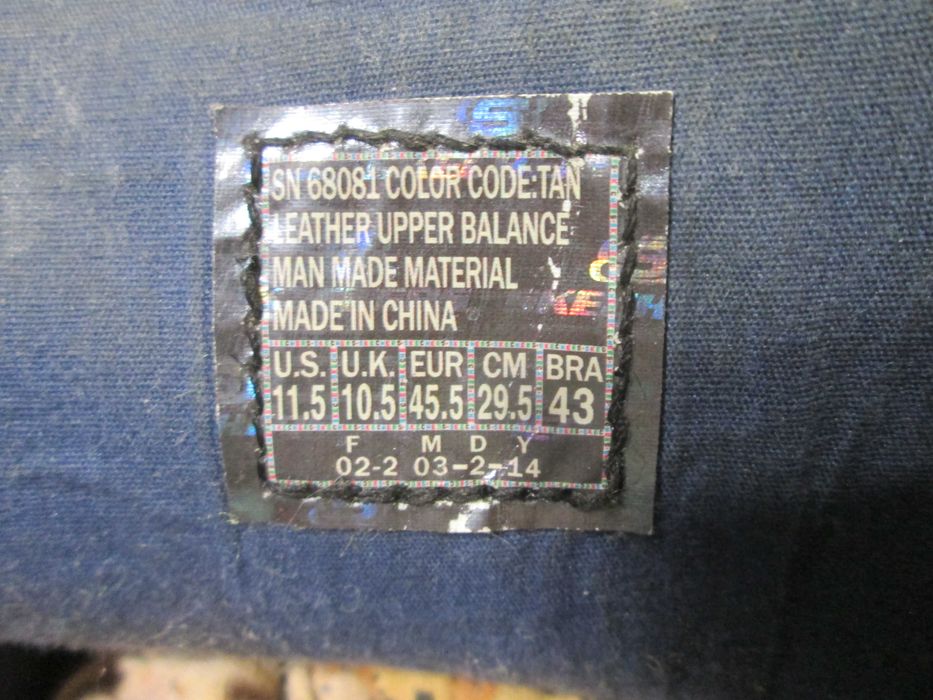 SN 68081 COLOR CODE:TAN
LEATHER UPPER BALANCE
MAN MADE MATERIAL
MADE IN CHINA
U.S. U.K. EUR CM BRA
11.5 10.5 45.5 29.5 43
F M D Y
02-2 03-2-14